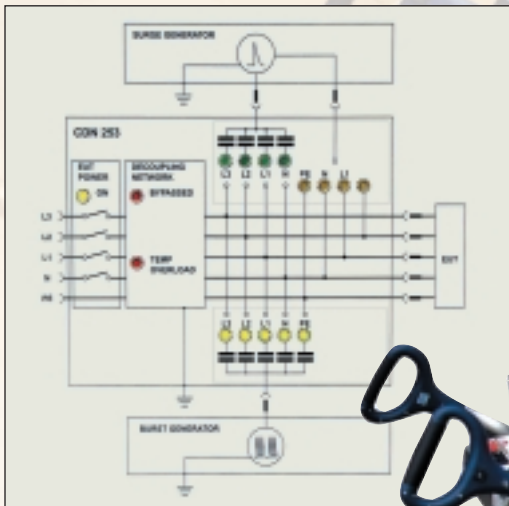 SURGE GENERATOR
CDN 253
EUT POWER
ON
DECOUPLING NETWORK
BYPASSED
TEMP OVERLOAD
L3 L2 L1 N PE N L1
L3
L2
L1
N
PE
EUT
L3 L2 L1 N PE
BURST GENERATOR